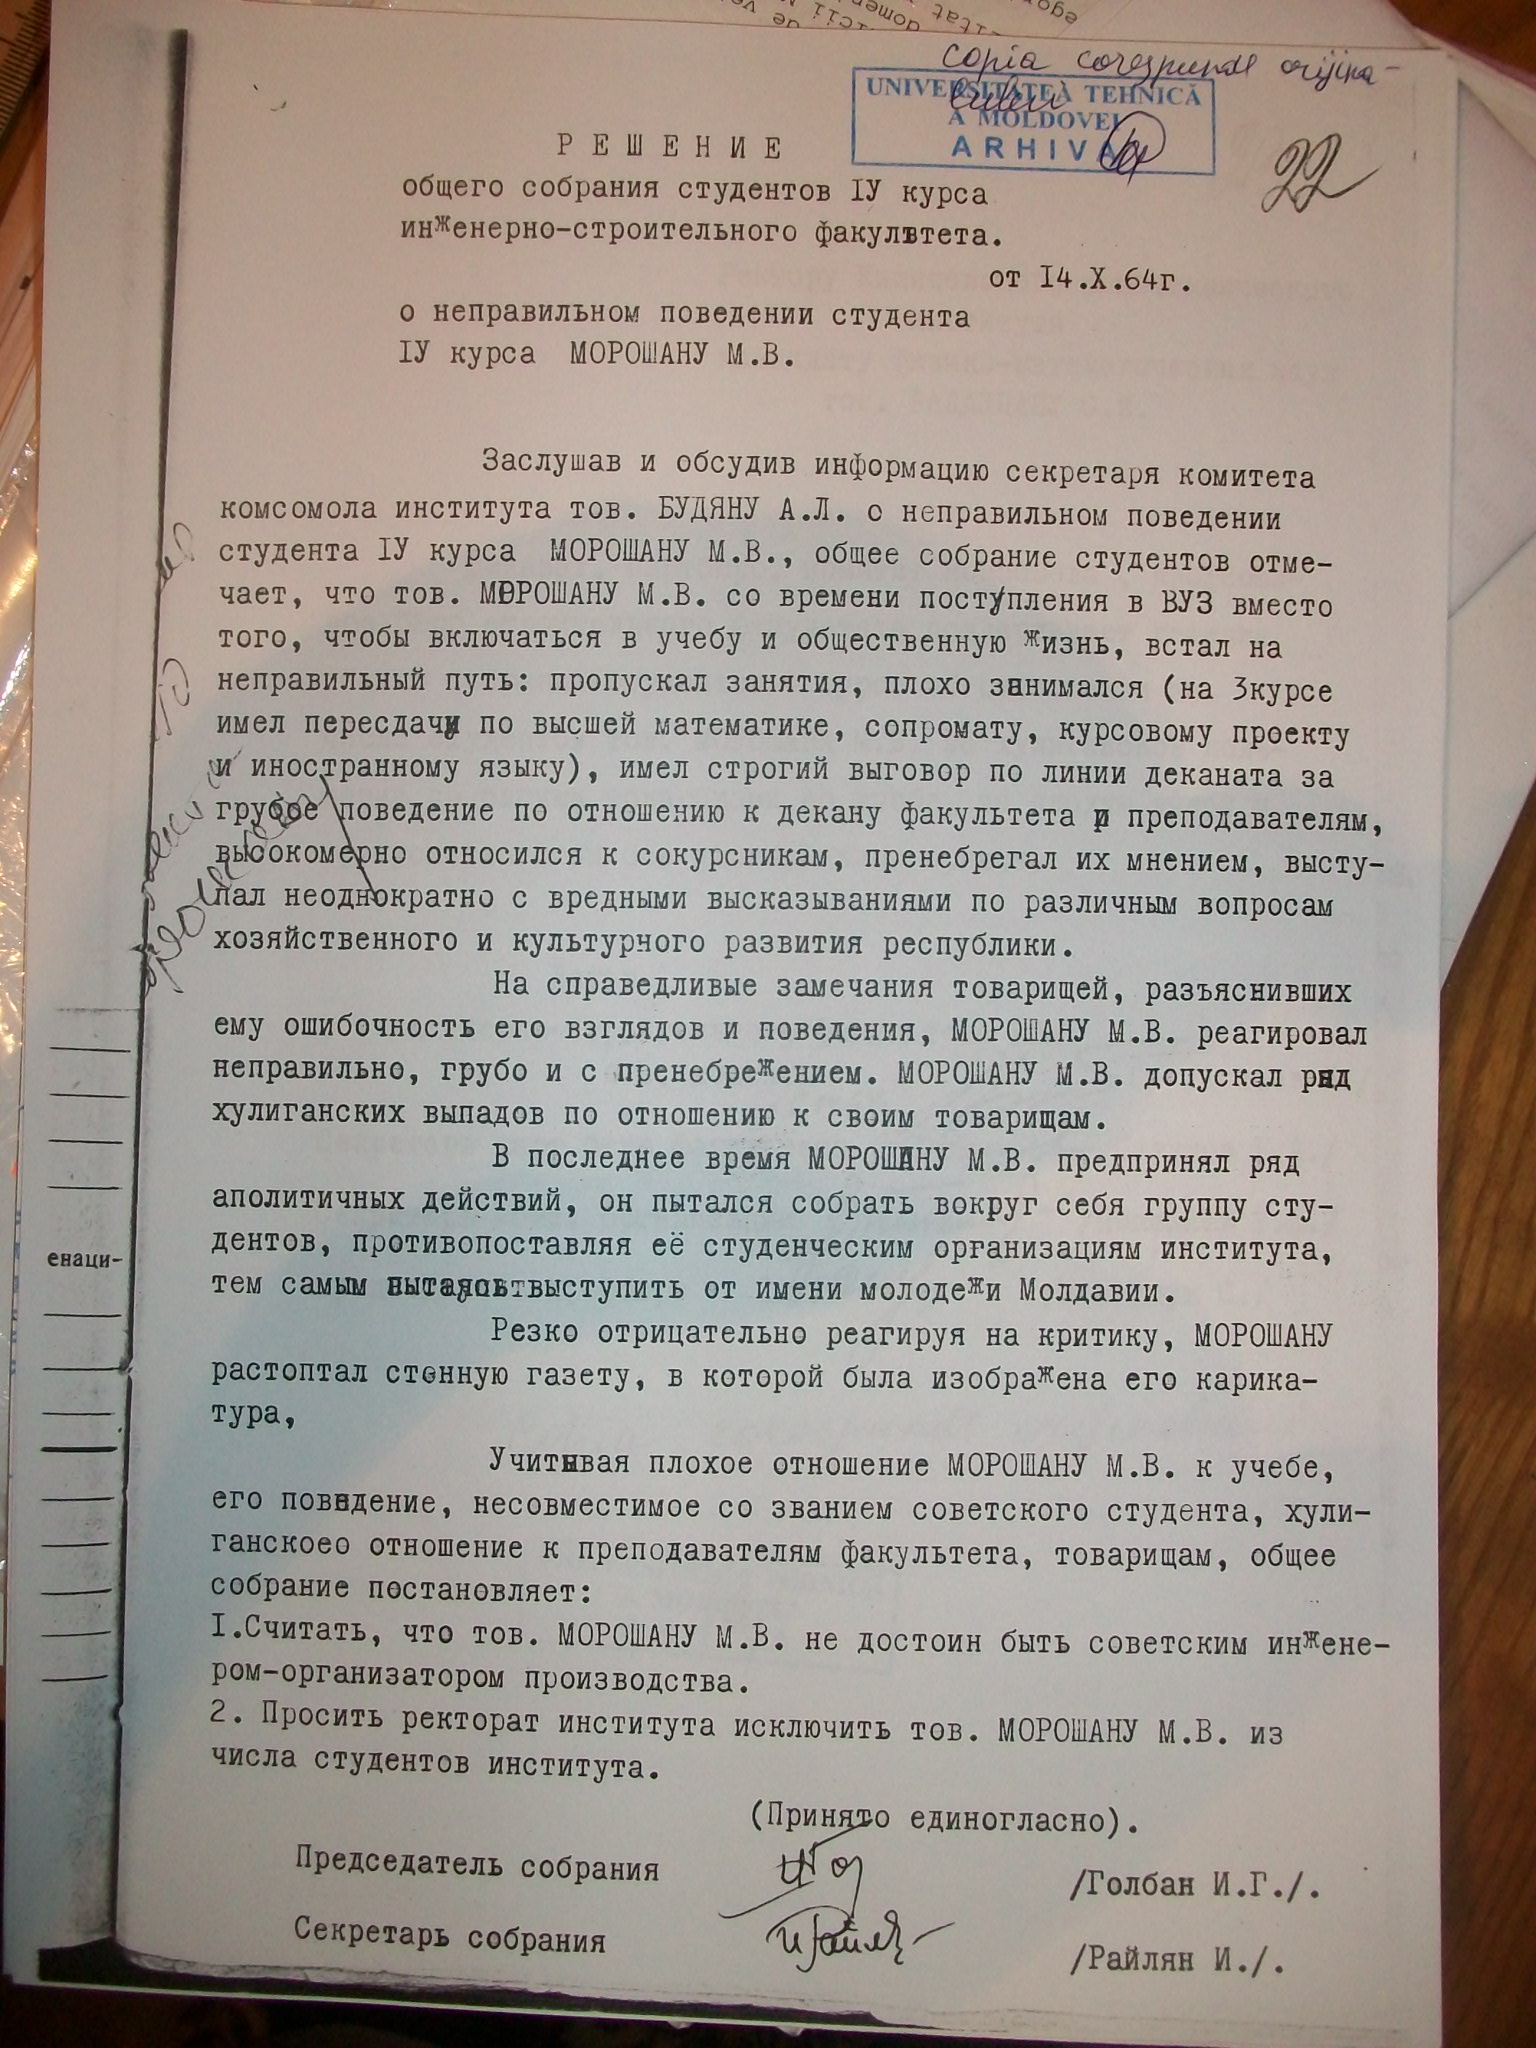 copia corespunde origina-
lului
UNIVERSITATEA TEHNICĂ
A MOLDOVEI
ARHIVA
22
РЕШЕНИЕ
общего собрания студентов IУ курса
инженерно-строительного факультета.
от I4.X.64г.
о неправильном поведении студента
IУ курса МОРОШАНУ М.В.
Заслушав и обсудив информацию секретаря комитета
комсомола института тов. БУДЯНУ А.Л. о неправильном поведении
студента IУ курса МОРОШАНУ М.В., общее собрание студентов отме-
чает, что тов. МОРОШАНУ М.В. со времени поступления в ВУЗ вместо
того, чтобы включаться в учебу и общественную жизнь, встал на
неправильный путь: пропускал занятия, плохо занимался (на 3курсе
имел пересдачи по высшей математике, сопромату, курсовому проекту
и иностранному языку), имел строгий выговор по линии деканата за
грубое поведение по отношению к декану факультета и преподавателям,
высокомерно относился к сокурсникам, пренебрегал их мнением, высту-
пал неоднократно с вредными высказываниями по различным вопросам
хозяйственного и культурного развития республики.
На справедливые замечания товарищей, разъяснивших
ему ошибочность его взглядов и поведения, МОРОШАНУ М.В. реагировал
неправильно, грубо и с пренебрежением. МОРОШАНУ М.В. допускал ряд
хулиганских выпадов по отношению к своим товарищам.
В последнее время МОРОШАНУ М.В. предпринял ряд
аполитичных действий, он пытался собрать вокруг себя группу сту-
дентов, противопоставляя её студенческим организациям института,
тем самым пытаясь выступить от имени молодежи Молдавии.
Резко отрицательно реагируя на критику, МОРОШАНУ
растоптал стенную газету, в которой была изображена его карика-
тура,
Учитывая плохое отношение МОРОШАНУ М.В. к учебе,
его поведение, несовместимое со званием советского студента, хули-
ганскоео отношение к преподавателям факультета, товарищам, общее
собрание постановляет:
I.Считать, что тов. МОРОШАНУ М.В. не достоин быть советским инжене-
ром-организатором производства.
2. Просить ректорат института исключить тов. МОРОШАНУ М.В. из
числа студентов института.
(Принято единогласно).
Председатель собрания /Голбан И.Г./.
Секретарь собрания И Райлян /Райлян И./.
енаци-